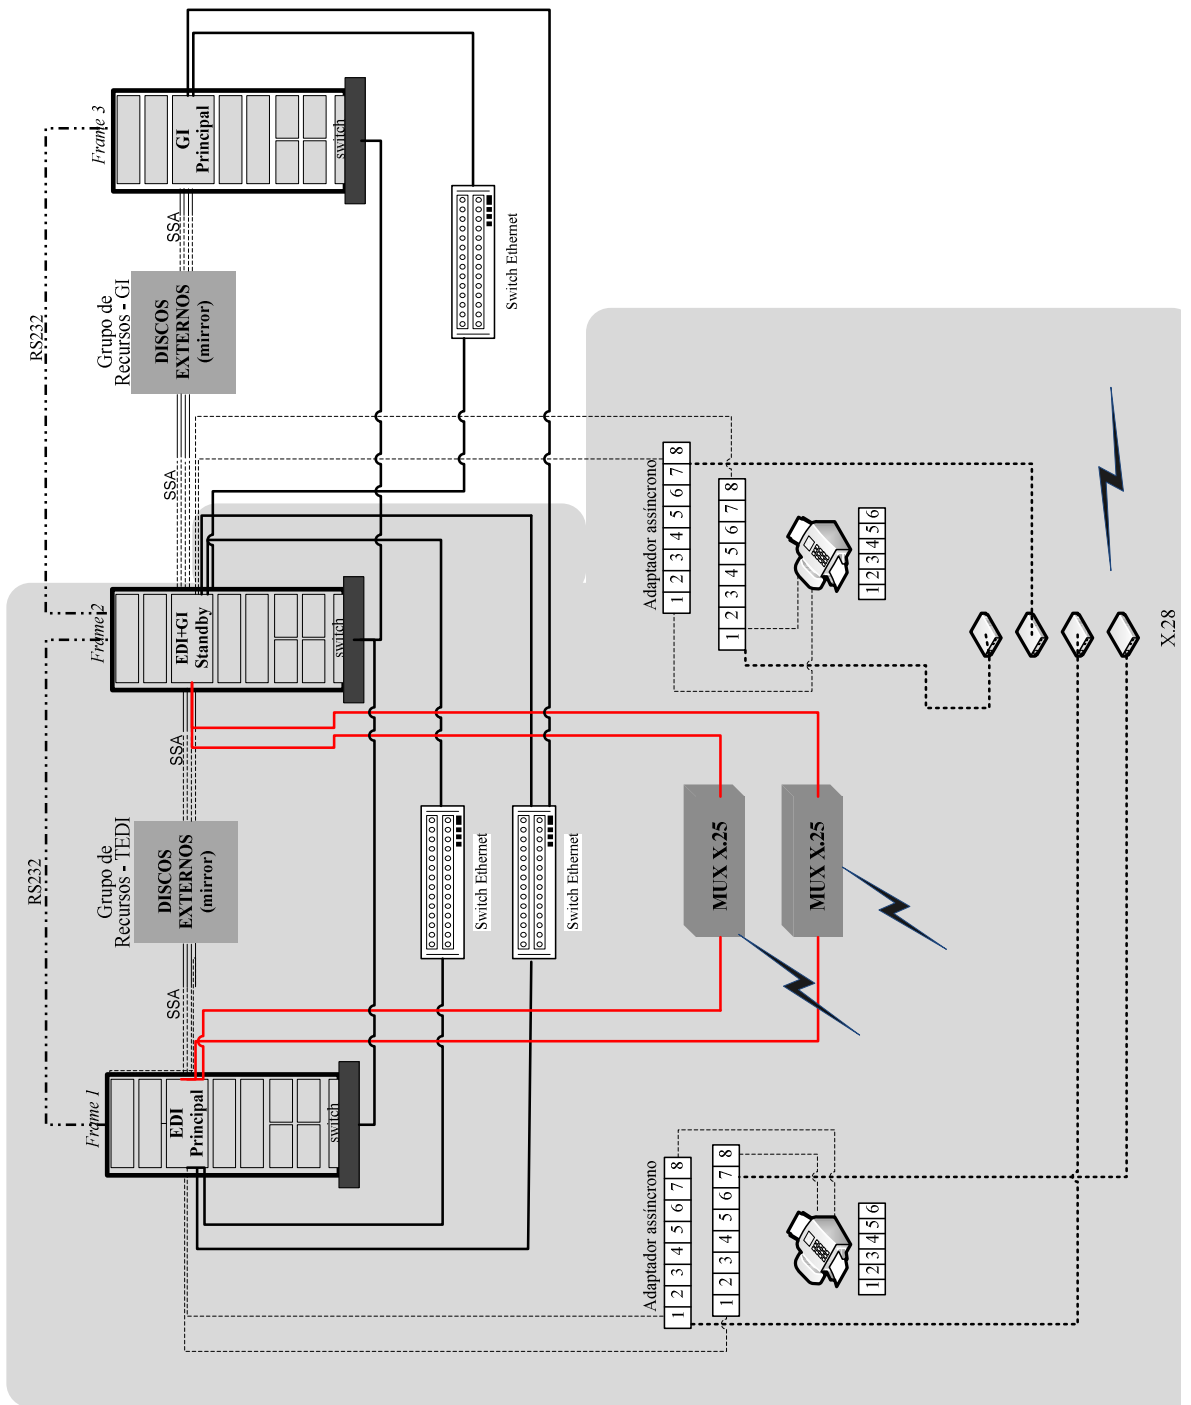 Frame 1
EDI
Principal
switch
RS232
SSA
Grupo de
Recursos - TEDI
DISCOS
EXTERNOS
(mirror)
SSA
Frame 2
EDI+GI
Standby
switch
RS232
SSA
Grupo de
Recursos - GI
DISCOS
EXTERNOS
(mirror)
SSA
Frame 3
GI
Principal
switch
Switch Ethernet
Switch Ethernet
Switch Ethernet
MUX X.25
MUX X.25
Adaptador assíncrono
1 2 3 4 5 6 7 8
1 2 3 4 5 6 7 8
1 2 3 4 5 6
Adaptador assíncrono
1 2 3 4 5 6 7 8
1 2 3 4 5 6 7 8
1 2 3 4 5 6
X.28